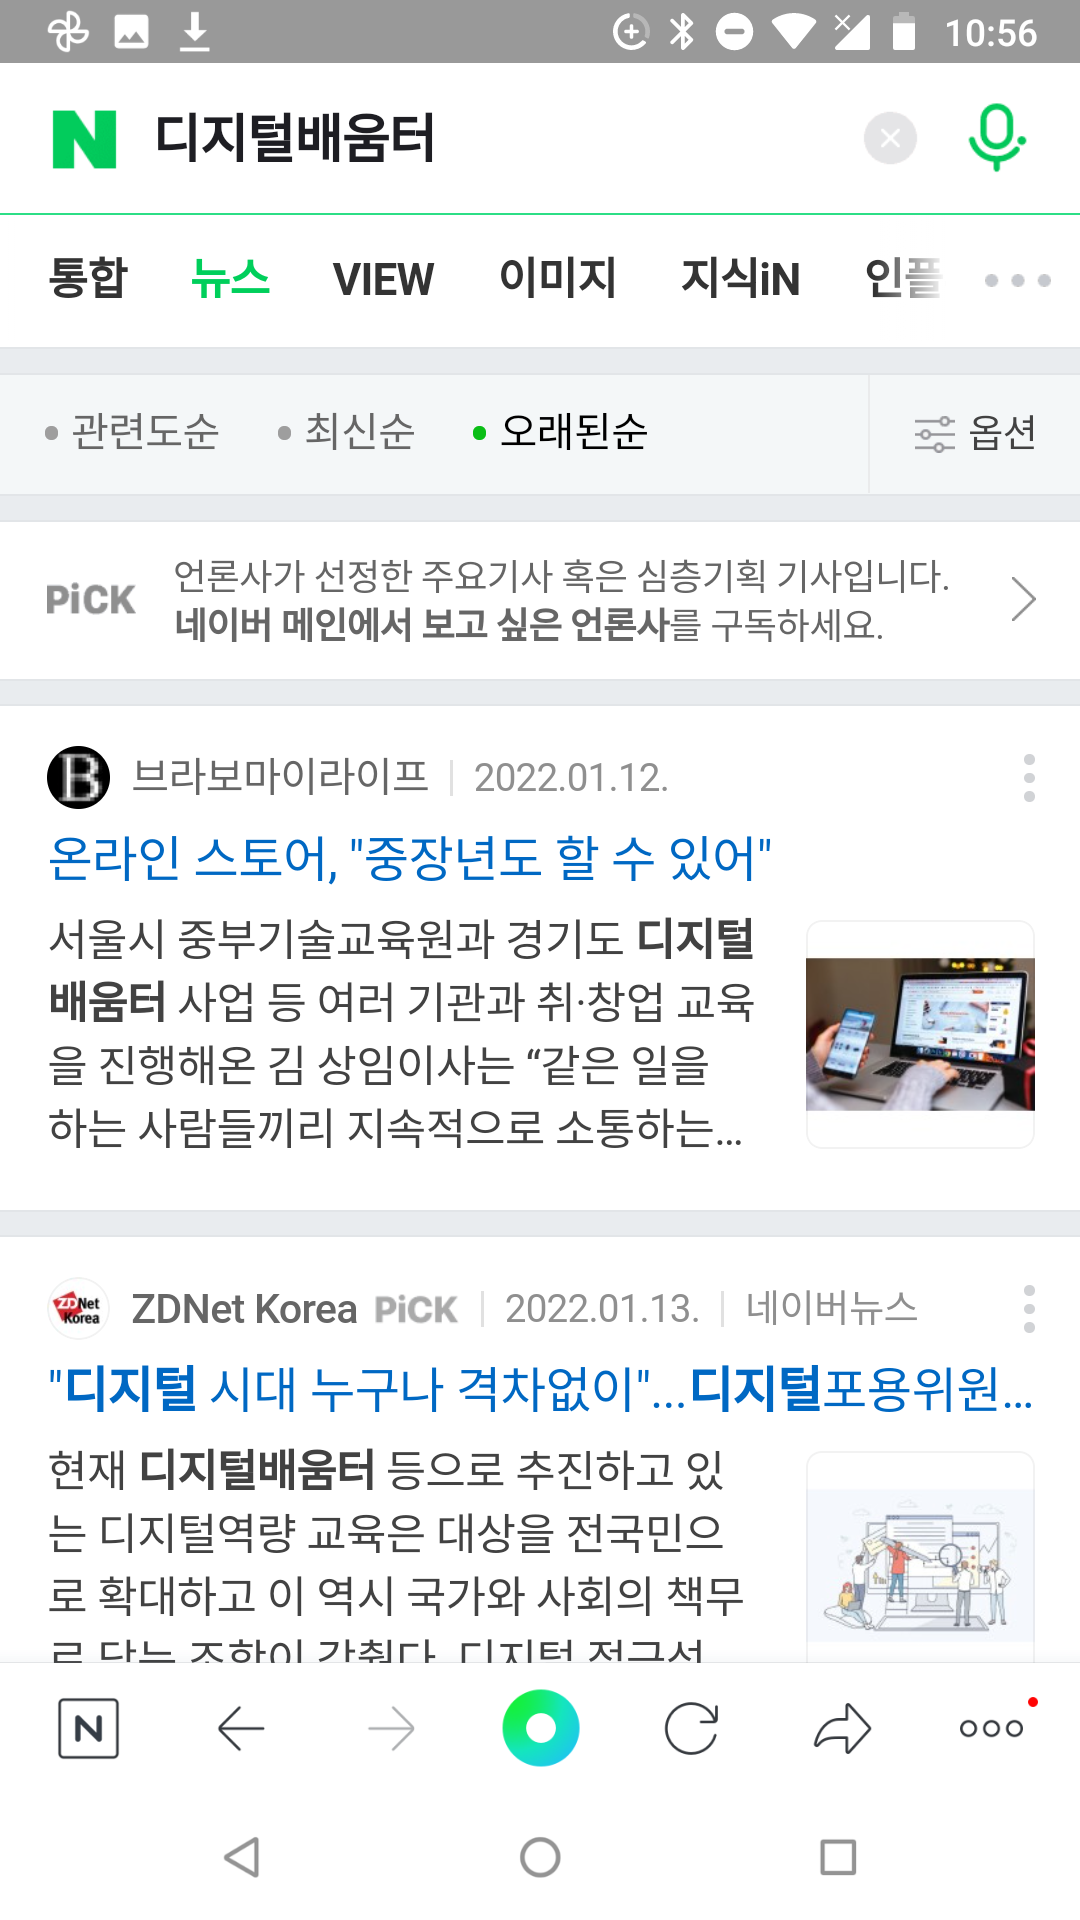 10:56
N 디지털배움터
통합 뉴스 VIEW 이미지 지식iN 인플
관련도순 최신순 오래된순 옵션
언론사가 선정한 주요기사 혹은 심층기획 기사입니다.
PiCK
네이버 메인에서 보고 싶은 언론사를 구독하세요.
B 브라보마이라이프 2022.01.12.
온라인 스토어, "중장년도 할 수 있어"
서울시 중부기술교육원과 경기도 디지털
배움터 사업 등 여러 기관과 취·창업 교육
을 진행해온 김 상임이사는 “같은 일을
하는 사람들끼리 지속적으로 소통하는...
ZDNet Korea ZDNet Korea PiCK 2022.01.13. 네이버뉴스
"디지털 시대 누구나 격차없이"...디지털포용위원...
현재 디지털배움터 등으로 추진하고 있
는 디지털역량 교육은 대상을 전국민으
로 확대하고 이 역시 국가와 사회의 책무
N